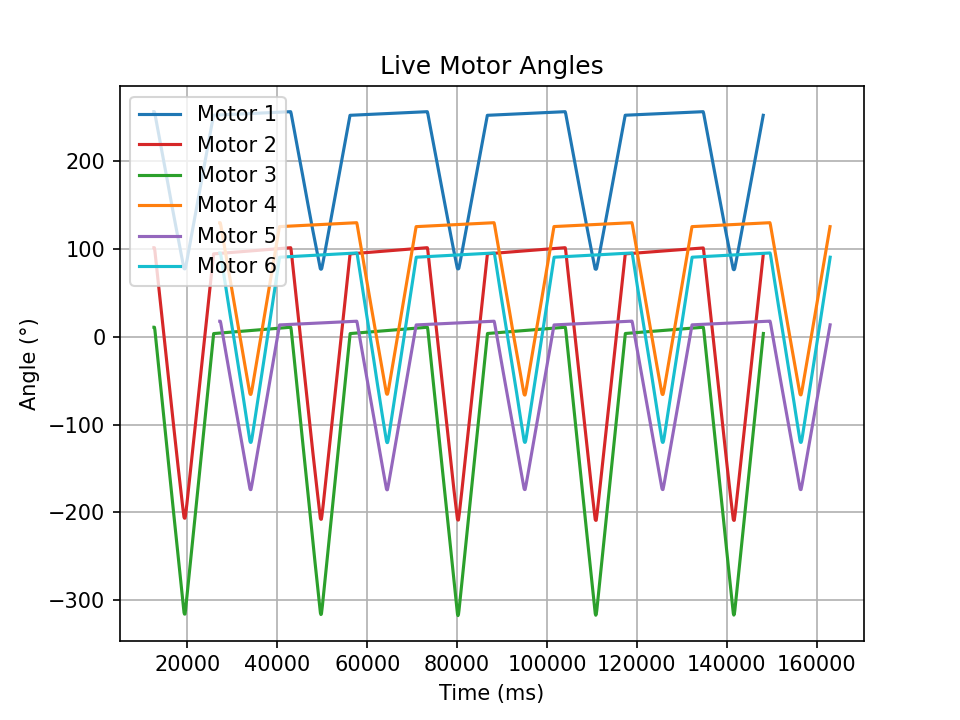 Live Motor Angles
Motor 1
Motor 2
Motor 3
Motor 4
Motor 5
Motor 6
200
100
0
−100
−200
−300
Angle (°)
20000 40000 60000 80000 100000 120000 140000 160000
Time (ms)